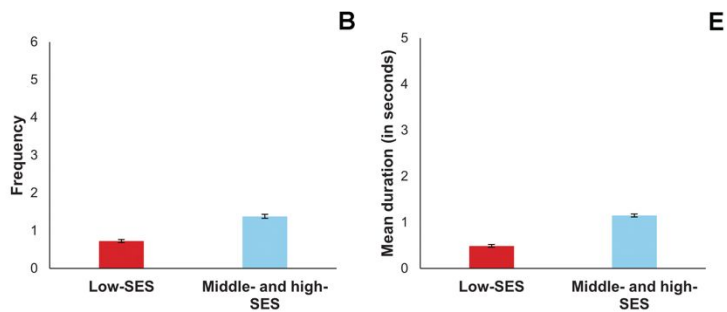 B
6
5
4
3
2
1
0
Frequency
Low-SES
Middle- and high-
SES
E
5
4
3
2
1
0
Mean duration (in seconds)
Low-SES
Middle- and high-
SES